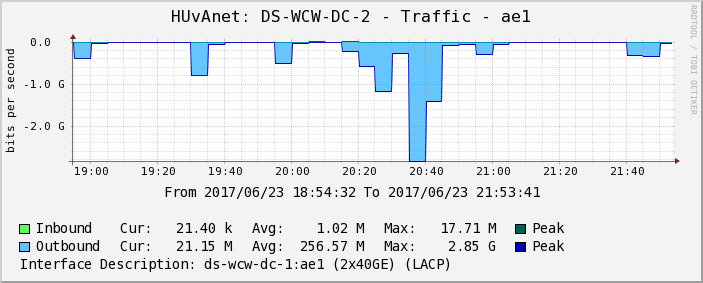 HUvAnet: DS-WCW-DC-2 - Traffic - ae1
RRDTOOL / TOBI OETIKER
bits per second
0.0
-1.0 G
-2.0 G
19:00 19:20 19:40 20:00 20:20 20:40 21:00 21:20 21:40
From 2017/06/23 18:54:32 To 2017/06/23 21:53:41
Inbound Cur: 21.40 k Avg: 1.02 M Max: 17.71 M Peak
Outbound Cur: 21.15 M Avg: 256.57 M Max: 2.85 G Peak
Interface Description: ds-wcw-dc-1:ae1 (2x40GE) (LACP)